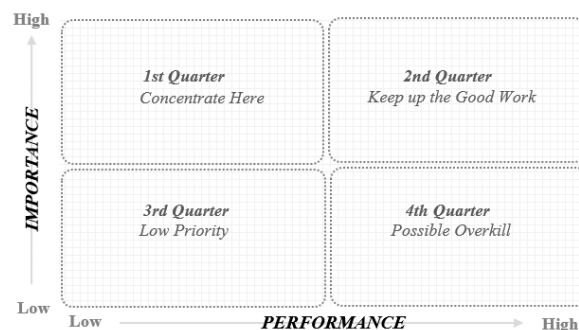 High
1st Quarter
Concentrate Here
2nd Quarter
Keep up the Good Work
IMPORTANCE
3rd Quarter
Low Priority
4th Quarter
Possible Overkill
Low
Low
PERFORMANCE
High